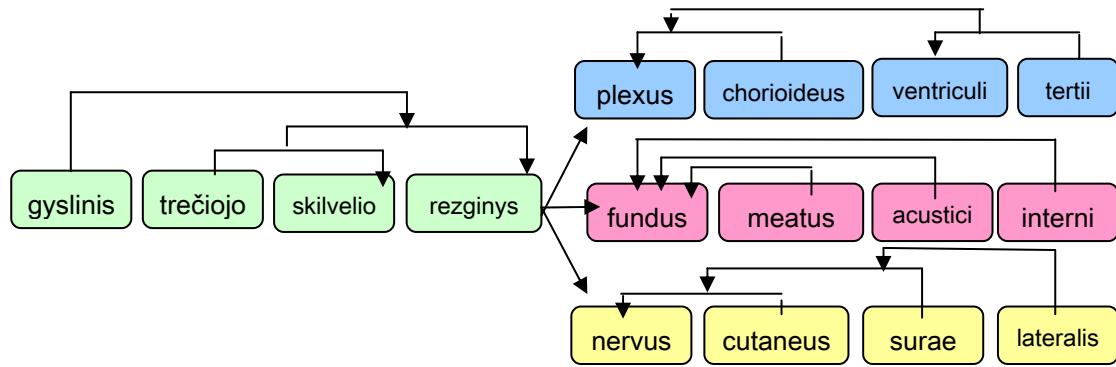 plexus chorioideus ventriculi tertii
gyslinis trečiojo skilvelio rezginys
fundus meatus acustici interni
nervus cutaneus surae lateralis